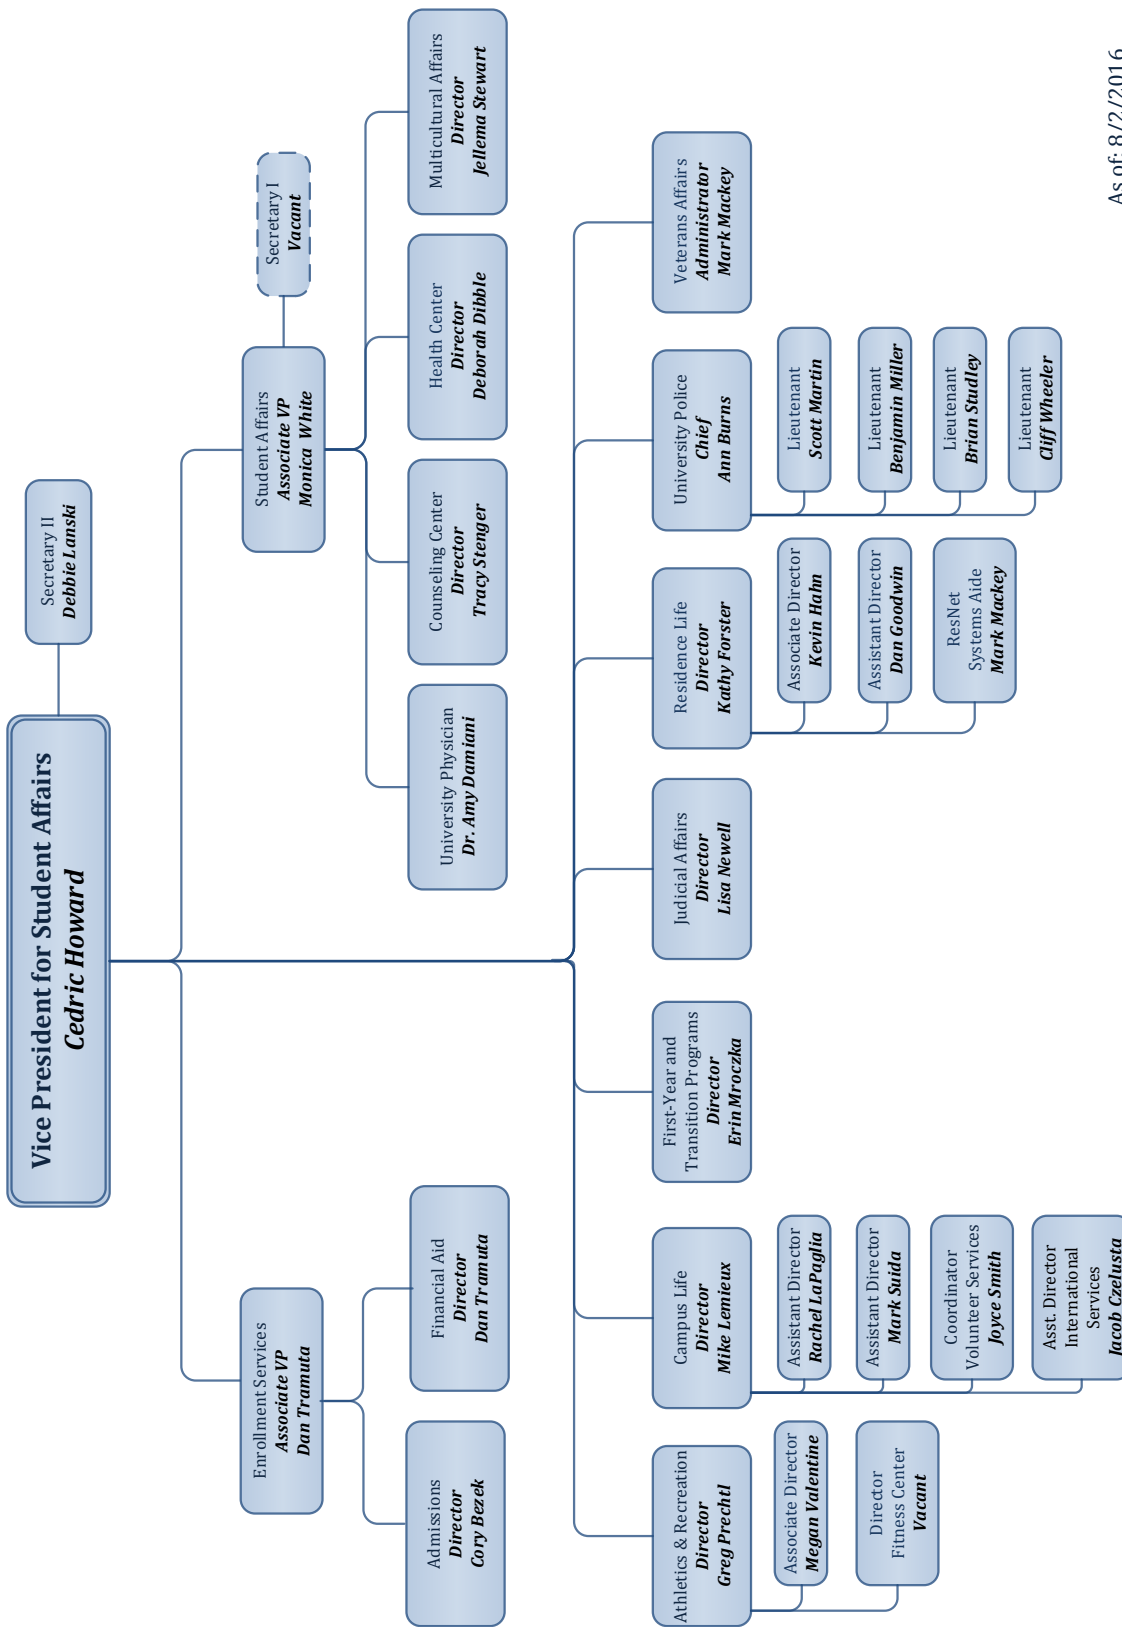 Vice President for Student Affairs
Cedric Howard
Secretary II
Debbie Lanski
Enrollment Services
Associate VP
Dan Tramuta
Student Affairs
Associate VP
Monica White
Secretary I
Vacant
Admissions
Director
Cory Bezek
Financial Aid
Director
Dan Tramuta
University Physician
Dr. Amy Damiani
Counseling Center
Director
Tracy Stenger
Health Center
Director
Deborah Dibble
Multicultural Affairs
Director
Jellema Stewart
Athletics & Recreation
Director
Greg Prechtl
Associate Director
Megan Valentine
Director
Fitness Center
Vacant
Campus Life
Director
Mike Lemieux
Assistant Director
Rachel LaPaglia
Assistant Director
Mark Suida
Coordinator
Volunteer Services
Joyce Smith
Asst. Director
International
Services
Jacob Czelusta
First-Year and
Transition Programs
Director
Erin Mroczka
Judicial Affairs
Director
Lisa Newell
Residence Life
Director
Kathy Forster
Associate Director
Kevin Hahn
Assistant Director
Dan Goodwin
ResNet
Systems Aide
Mark Mackey
University Police
Chief
Ann Burns
Lieutenant
Scott Martin
Lieutenant
Benjamin Miller
Lieutenant
Brian Studley
Lieutenant
Cliff Wheeler
Veterans Affairs
Administrator
Mark Mackey
As of: 8/2/2016